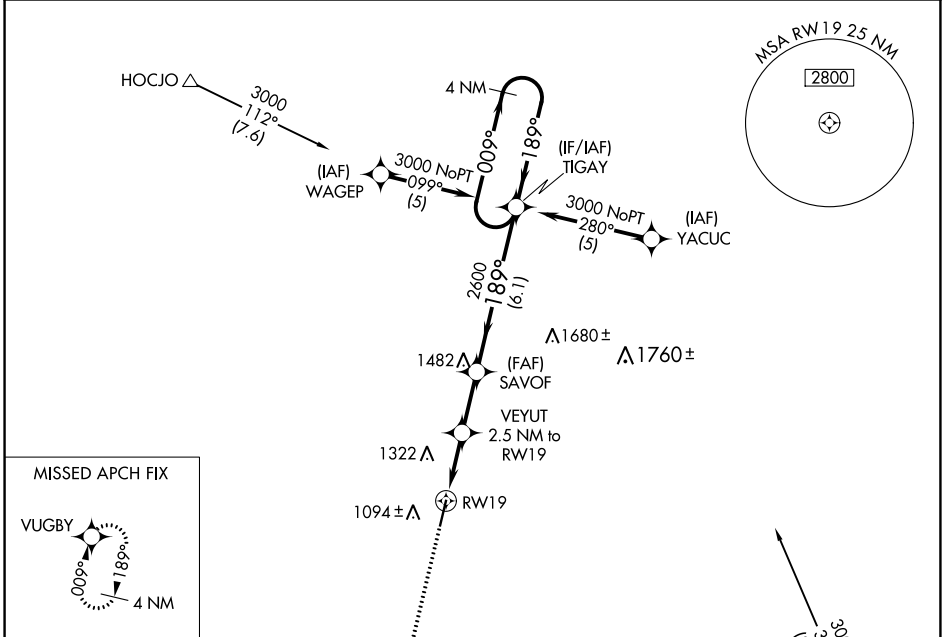 MSA RW19 25 NM
2800
HOCJO
3000
112°
(7.6)
4 NM
009°
189°
(IF/IAF)
TIGAY
(IAF)
WAGEP
3000 NoPT
099°
(5)
3000 NoPT
280°
(5)
(IAF)
YACUC
2600
189°
(6.1)
1680±
1760±
1482
(FAF)
SAVOF
VEYUT
2.5 NM to
RW19
1322
1094±
RW19
MISSED APCH FIX
VUGBY
009°
189°
4 NM